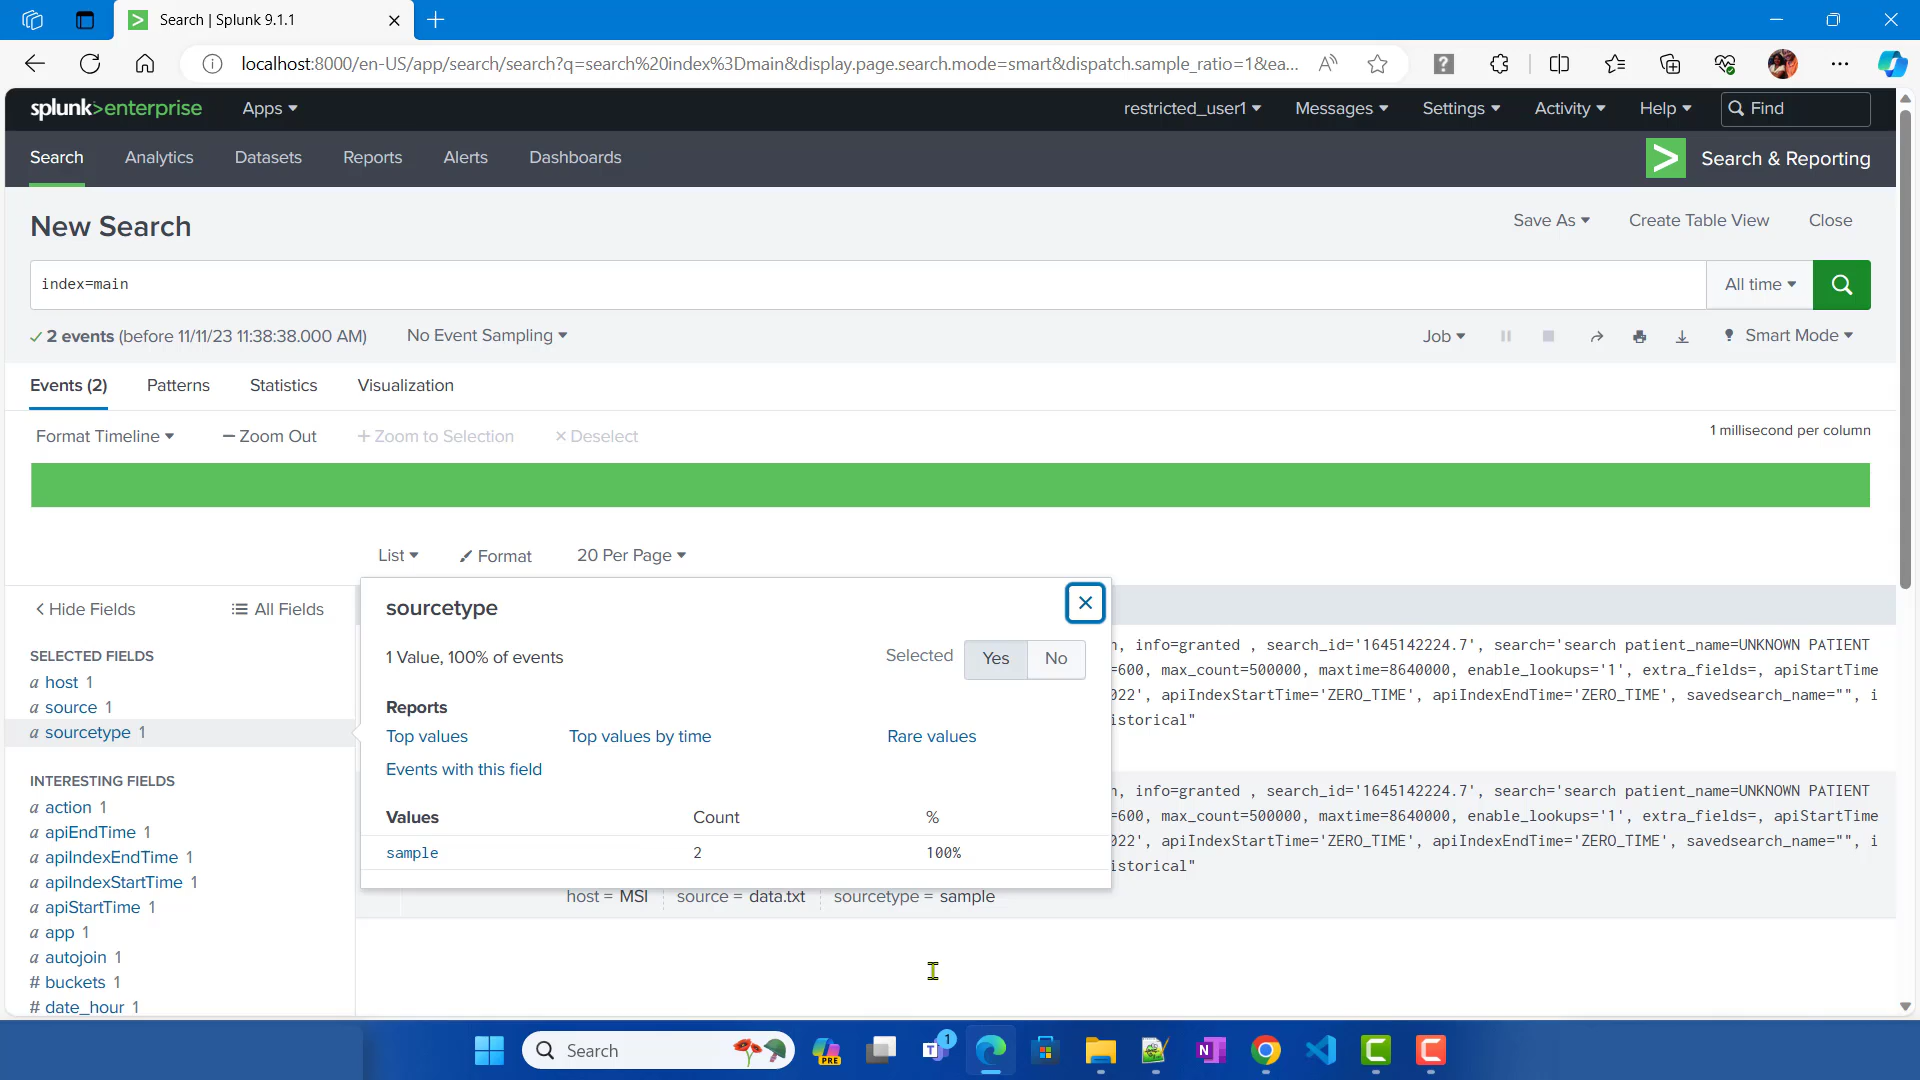 Search | Splunk 9.1.1
localhost:8000/en-US/app/search/search?q=search%20index%3Dmain&display.page.search.mode=smart&dispatch.sample_ratio=1&ea...
splunk>enterprise Apps restricted_user1 Messages Settings Activity Help Find
Search Analytics Datasets Reports Alerts Dashboards Search & Reporting
New Search Save As Create Table View Close
index=main All time
2 events (before 11/11/23 11:38:38.000 AM) No Event Sampling Job Smart Mode
Events (2) Patterns Statistics Visualization
Format Timeline — Zoom Out + Zoom to Selection × Deselect 1 millisecond per column
List Format 20 Per Page
< Hide Fields All Fields
SELECTED FIELDS
a host 1
a source 1
a sourcetype 1
INTERESTING FIELDS
a action 1
a apiEndTime 1
a apiIndexEndTime 1
a apiIndexStartTime 1
a apiStartTime 1
a app 1
a autojoin 1
# buckets 1
# date_hour 1
sourcetype
1 Value, 100% of events Selected Yes No
Reports
Top values Top values by time Rare values
Events with this field
Values Count %
sample 2 100%
, info=granted , search_id='1645142224.7', search='search patient_name=UNKNOWN PATIENT
=600, max_count=500000, maxtime=8640000, enable_lookups='1', extra_fields=, apiStartTime
022', apiIndexStartTime='ZERO_TIME', apiIndexEndTime='ZERO_TIME', savedsearch_name="", i
istorical"
, info=granted , search_id='1645142224.7', search='search patient_name=UNKNOWN PATIENT
=600, max_count=500000, maxtime=8640000, enable_lookups='1', extra_fields=, apiStartTime
022', apiIndexStartTime='ZERO_TIME', apiIndexEndTime='ZERO_TIME', savedsearch_name="", i
istorical"
host = MSI source = data.txt sourcetype = sample
Search PRE 1